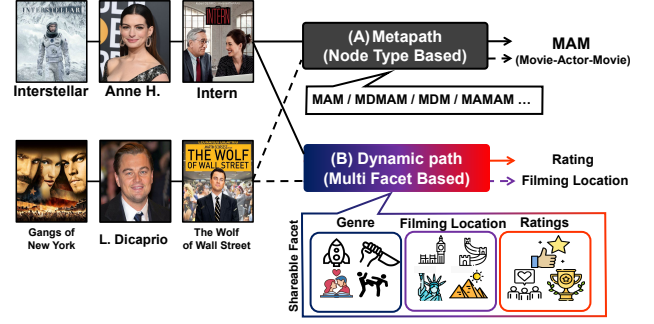 INTERSTELLAR
THE
INTERN
Interstellar
Anne H.
Intern
(A) Metapath
(Node Type Based)
MAM
(Movie-Actor-Movie)
MAM / MDMAM / MDM / MAMAM ...
THE WOLF
OF WALL STREET
Gangs of
New York
L. Dicaprio
The Wolf
of Wall Street
(B) Dynamic path
(Multi Facet Based)
Rating
Filming Location
Shareable Facet
Genre
Filming Location
Ratings